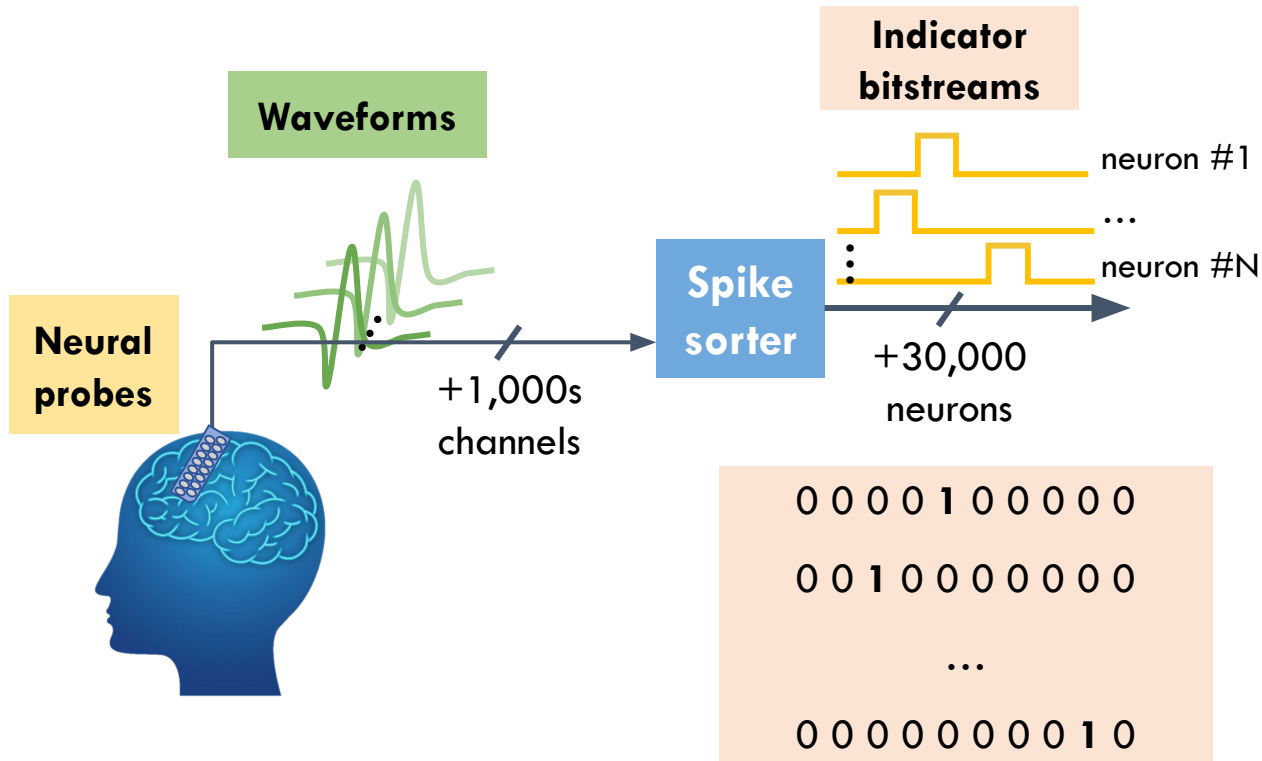 Indicator
bitstreams
Waveforms
neuron #1
...
neuron #N
Neural
probes
Spike
sorter
+1,000s
channels
+30,000
neurons
0 0 0 0 1 0 0 0 0 0
0 0 1 0 0 0 0 0 0 0
...
0 0 0 0 0 0 0 0 1 0